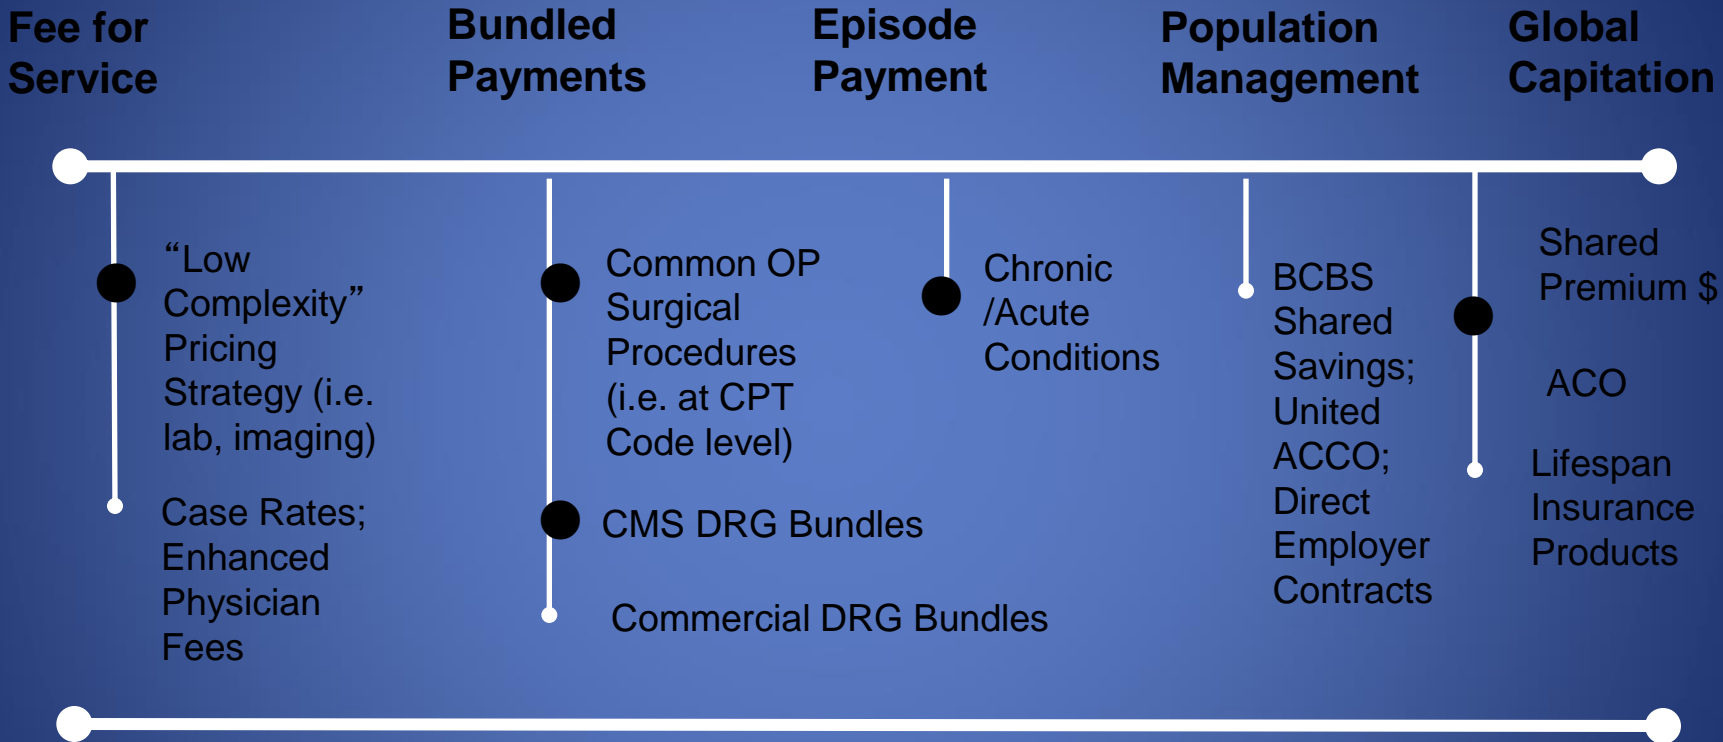 Fee for
Service
Bundled
Payments
Episode
Payment
Population
Management
Global
Capitation
“Low
Complexity”
Pricing
Strategy (i.e.
lab, imaging)
Case Rates;
Enhanced
Physician
Fees
Common OP
Surgical
Procedures
(i.e. at CPT
Code level)
CMS DRG Bundles
Commercial DRG Bundles
Chronic
/Acute
Conditions
BCBS
Shared
Savings;
United
ACCO;
Direct
Employer
Contracts
Shared
Premium $
ACO
Lifespan
Insurance
Products